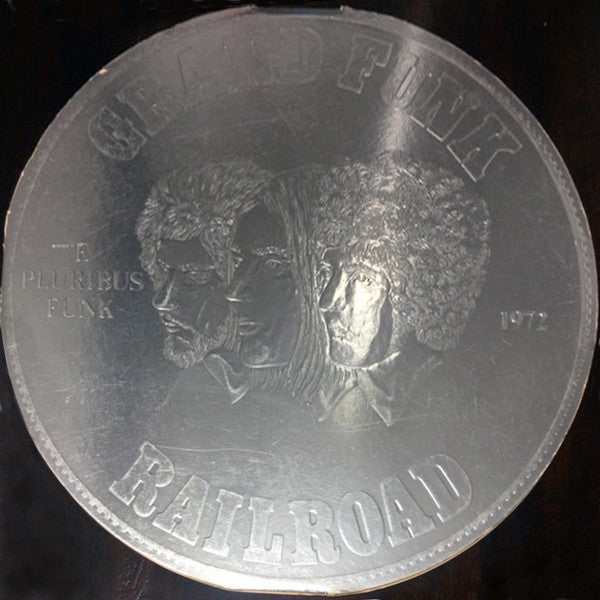 GRAND FUNK
E
PLURIBUS
FUNK
1972
RAILROAD